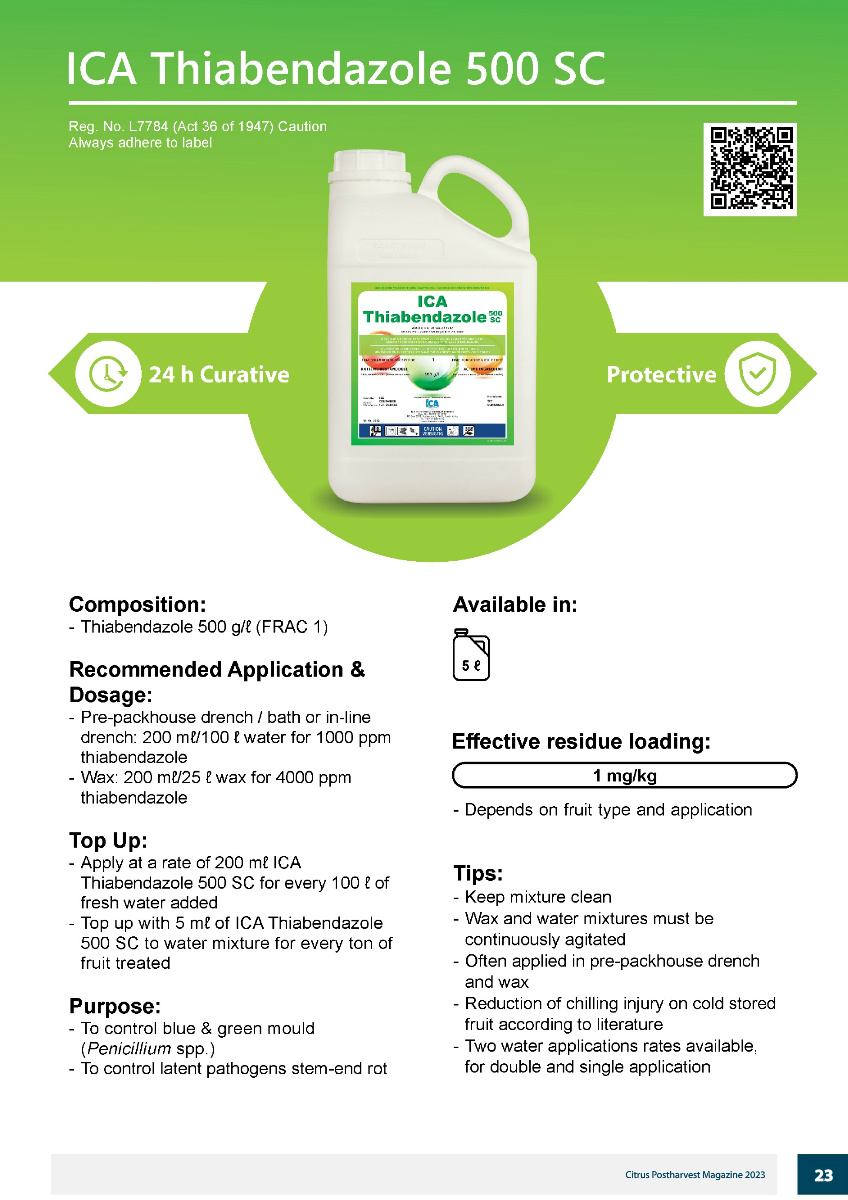 ICA Thiabendazole 500 SC
Reg. No. L7784 (Act 36 of 1947) Caution
Always adhere to label
ICA
Thiabendazole 500 SC
24 h Curative
Protective
ICA
CAUTION
Composition:
- Thiabendazole 500 g/ℓ (FRAC 1)
Recommended Application &
Dosage:
- Pre-packhouse drench / bath or in-line
drench: 200 mℓ/100 ℓ water for 1000 ppm
thiabendazole
- Wax: 200 mℓ/25 ℓ wax for 4000 ppm
thiabendazole
Top Up:
- Apply at a rate of 200 mℓ ICA
Thiabendazole 500 SC for every 100 ℓ of
fresh water added
- Top up with 5 mℓ of ICA Thiabendazole
500 SC to water mixture for every ton of
fruit treated
Purpose:
- To control blue & green mould
(Penicillium spp.)
- To control latent pathogens stem-end rot
Available in:
5 ℓ
Effective residue loading:
1 mg/kg
- Depends on fruit type and application
Tips:
- Keep mixture clean
- Wax and water mixtures must be
continuously agitated
- Often applied in pre-packhouse drench
and wax
- Reduction of chilling injury on cold stored
fruit according to literature
- Two water applications rates available,
for double and single application
Citrus Postharvest Magazine 2023
23